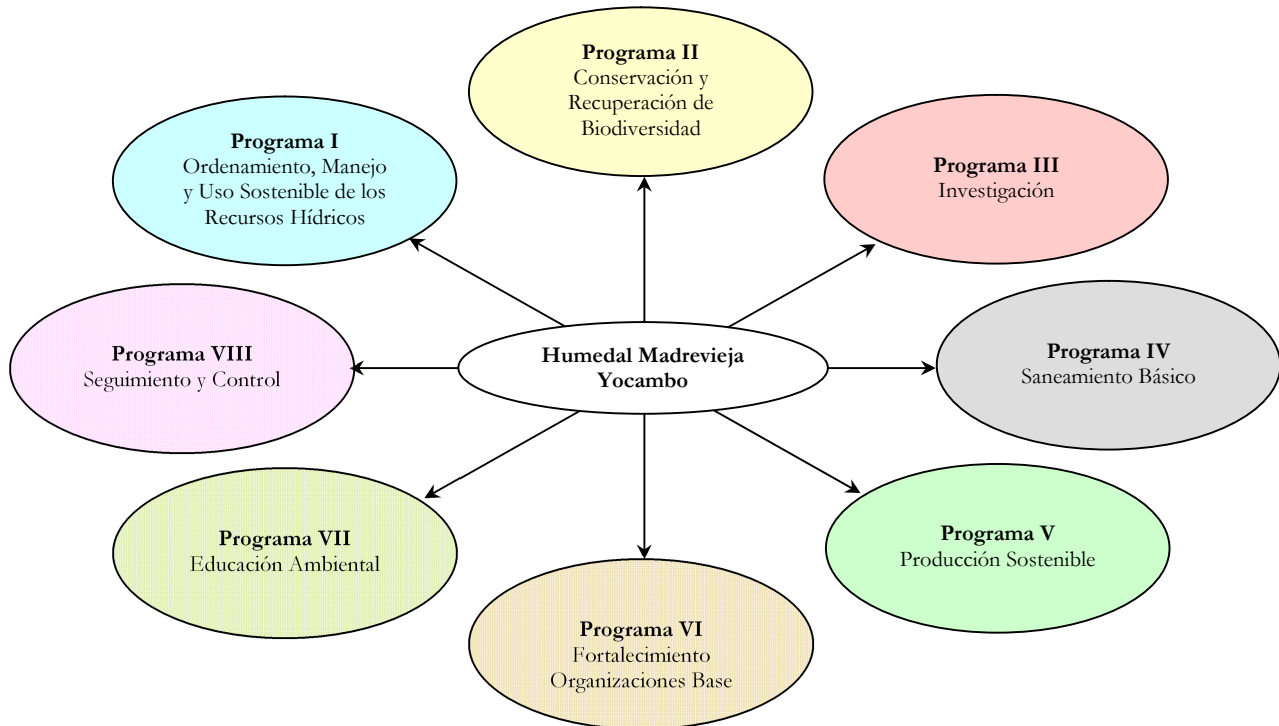 Programa I
Ordenamiento, Manejo
y Uso Sostenible de los
Recursos Hídricos
Programa II
Conservación y
Recuperación de
Biodiversidad
Programa III
Investigación
Programa IV
Saneamiento Básico
Programa V
Producción Sostenible
Programa VI
Fortalecimiento
Organizaciones Base
Programa VII
Educación Ambiental
Programa VIII
Seguimiento y Control
Humedal Madrevieja
Yocambo